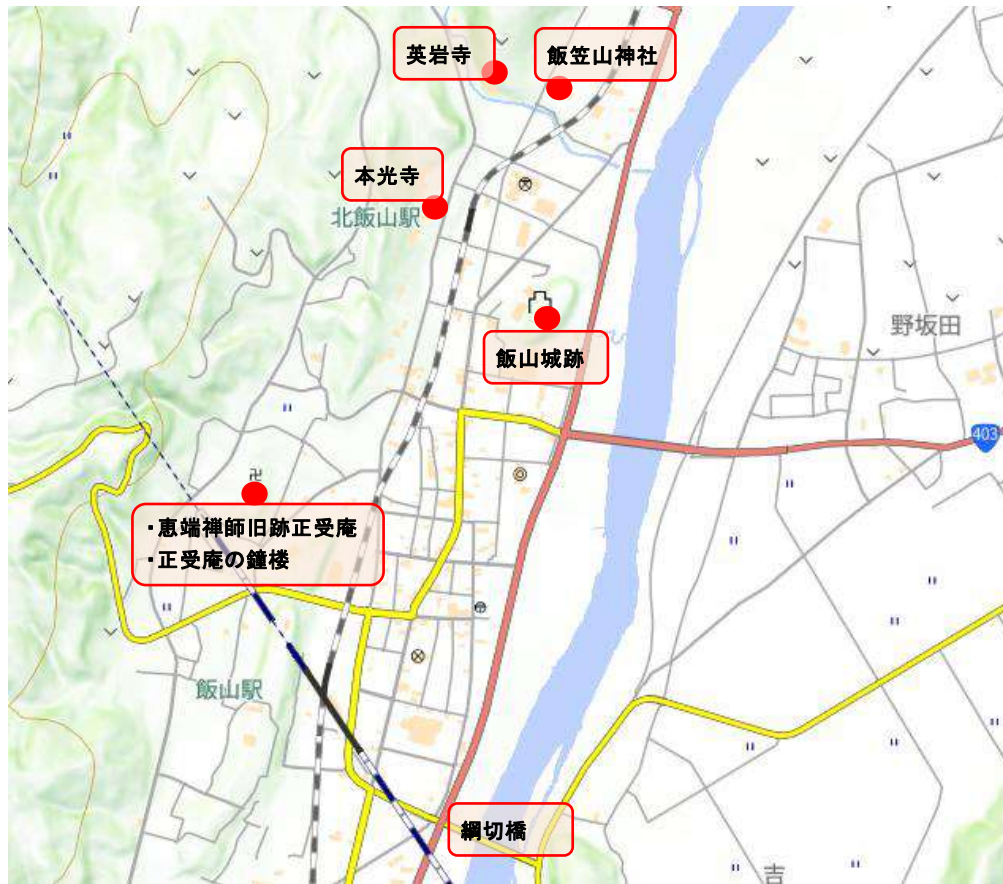 英岩寺
飯笠山神社
本光寺
北飯山駅
飯山城跡
野坂田
403
・恵端禅師旧跡正受庵
・正受庵の鐘楼
飯山駅
綱切橋
吉